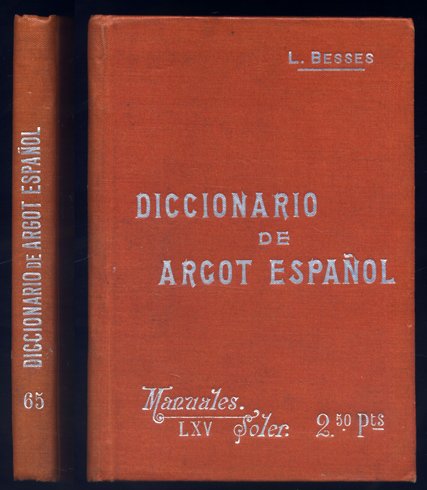 DICCIONARIO DE ARGOT ESPAÑOL
65
L. BESSES
DICCIONARIO
DE
ARGOT ESPAÑOL
Manuales.
LXV Soler. 2.50 Pts